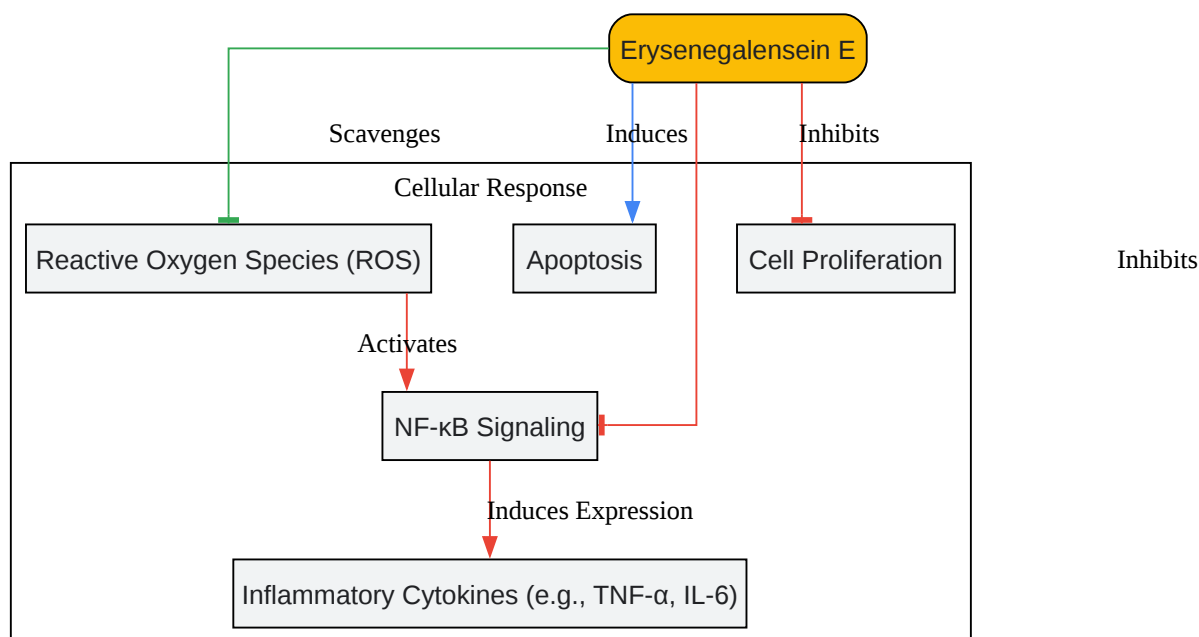 Erysenegalensein E
Scavenges
Induces
Inhibits
Cellular Response
Reactive Oxygen Species (ROS)
Apoptosis
Cell Proliferation
Inhibits
Activates
NF-κB Signaling
Induces Expression
Inflammatory Cytokines (e.g., TNF-α, IL-6)